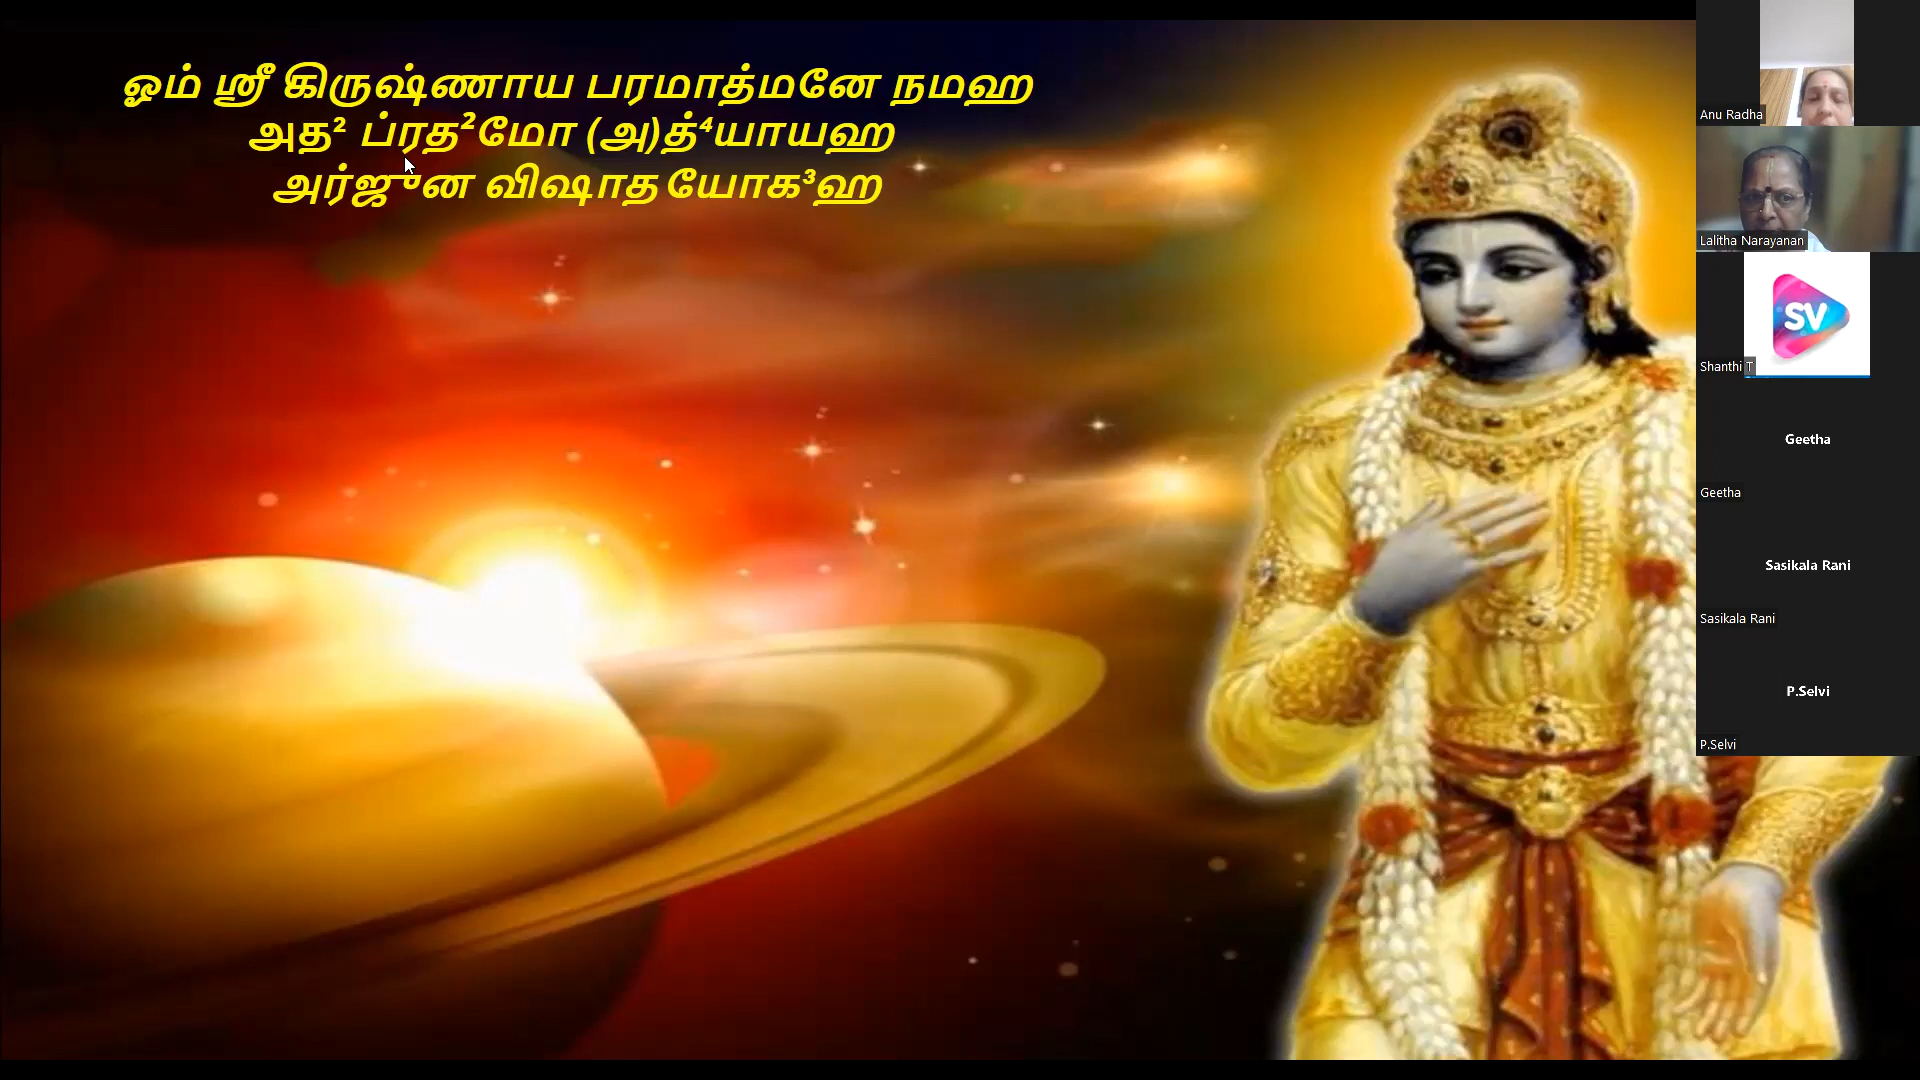 ஓம் ஸ்ரீ கிருஷ்ணாய பரமாத்மனே நமஹ
அத² ப்ரத²மோ (அ)த்⁴யாயஹ
அர்ஜுன விஷாத யோக³ஹ
Anu Radha
Lalitha Narayanan
SV
Shanthi T
Geetha
Geetha
Sasikala Rani
Sasikala Rani
P.Selvi
P.Selvi